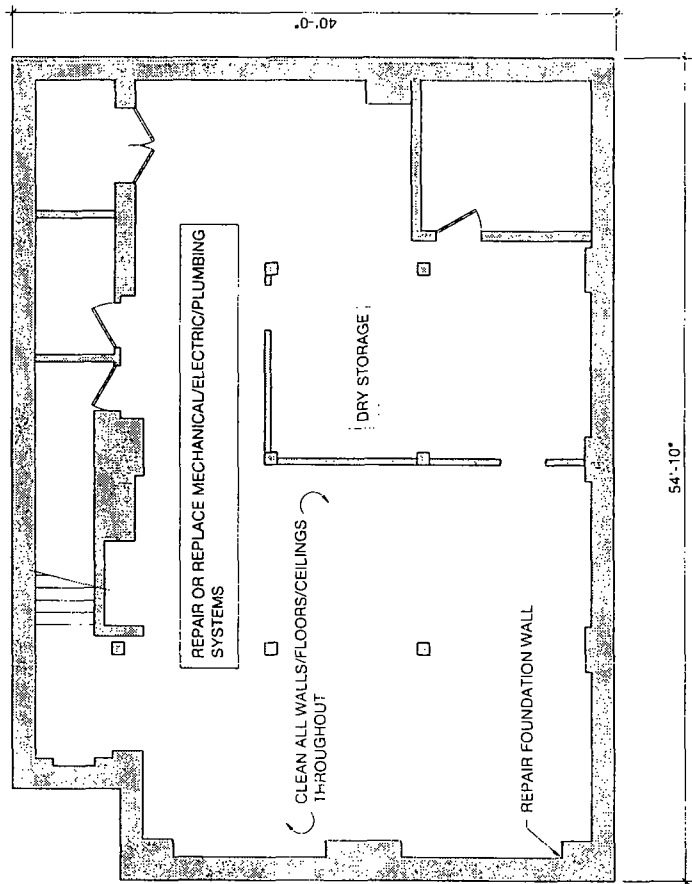 40'-0"
REPAIR OR REPLACE MECHANICAL/ELECTRIC/PLUMBING
SYSTEMS
DRY STORAGE
CLEAN ALL WALLS/FLOORS/CEILINGS
THROUGHOUT
REPAIR FOUNDATION WALL
54'-10"